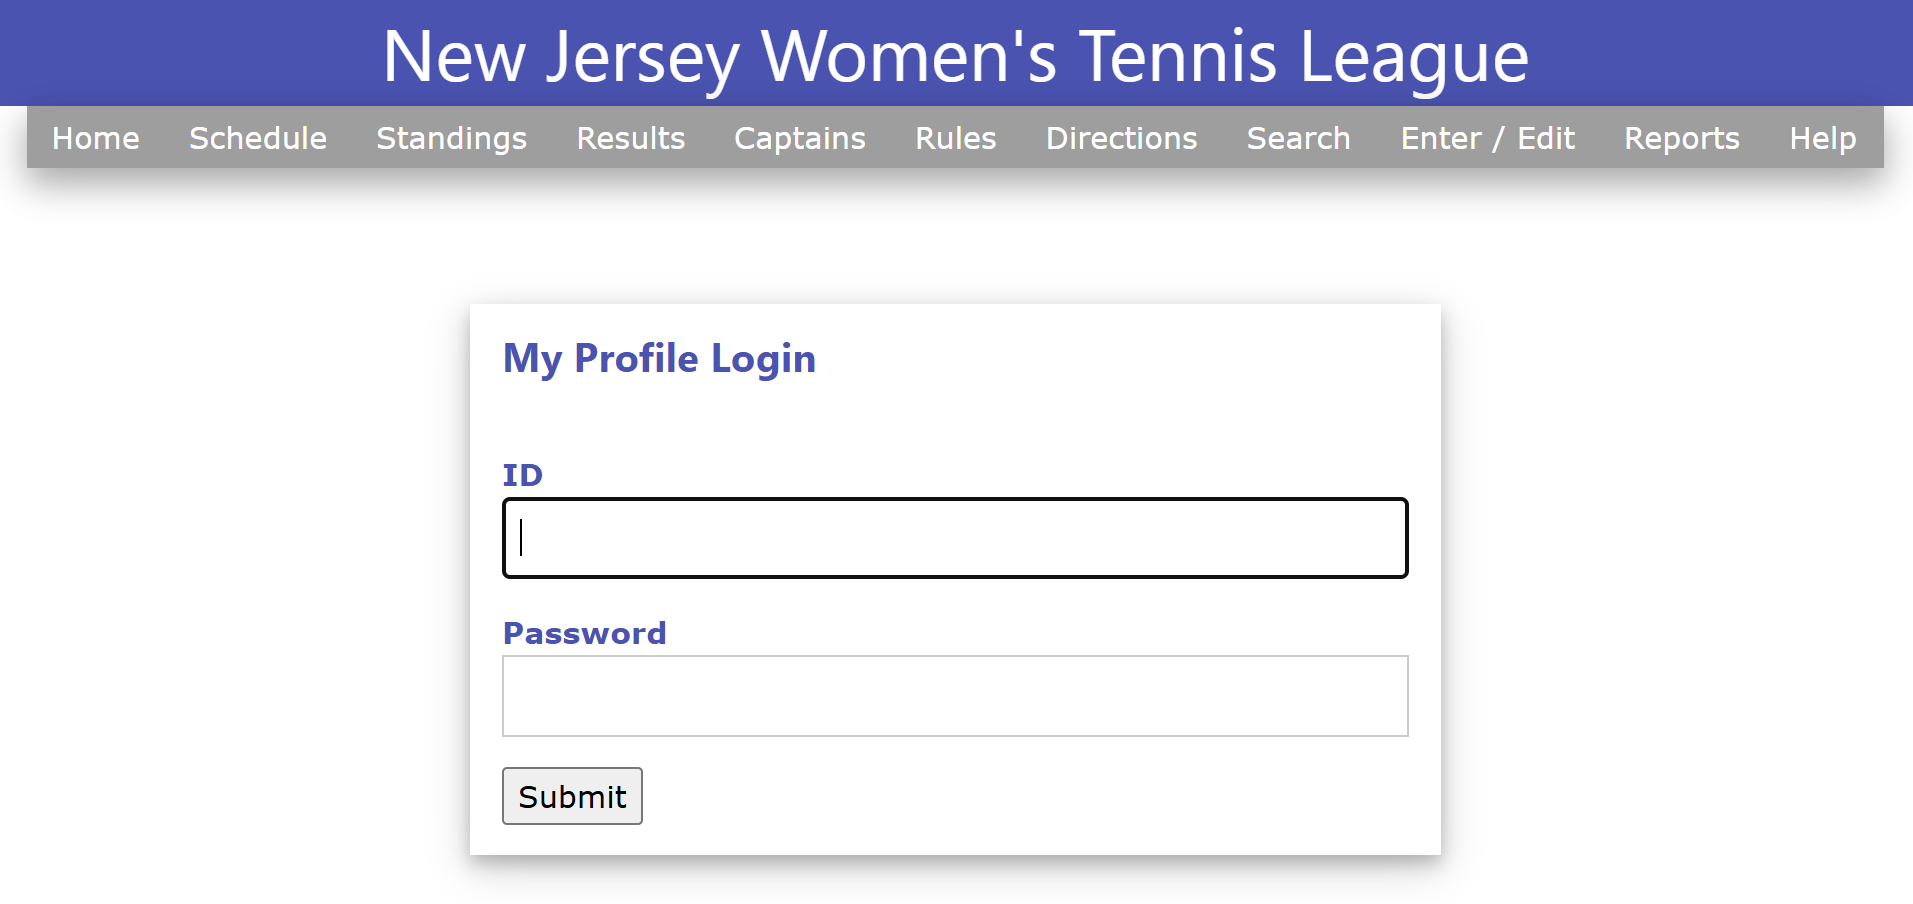 New Jersey Women's Tennis League
Home Schedule Standings Results Captains Rules Directions Search Enter / Edit Reports Help
My Profile Login
ID
Password
Submit